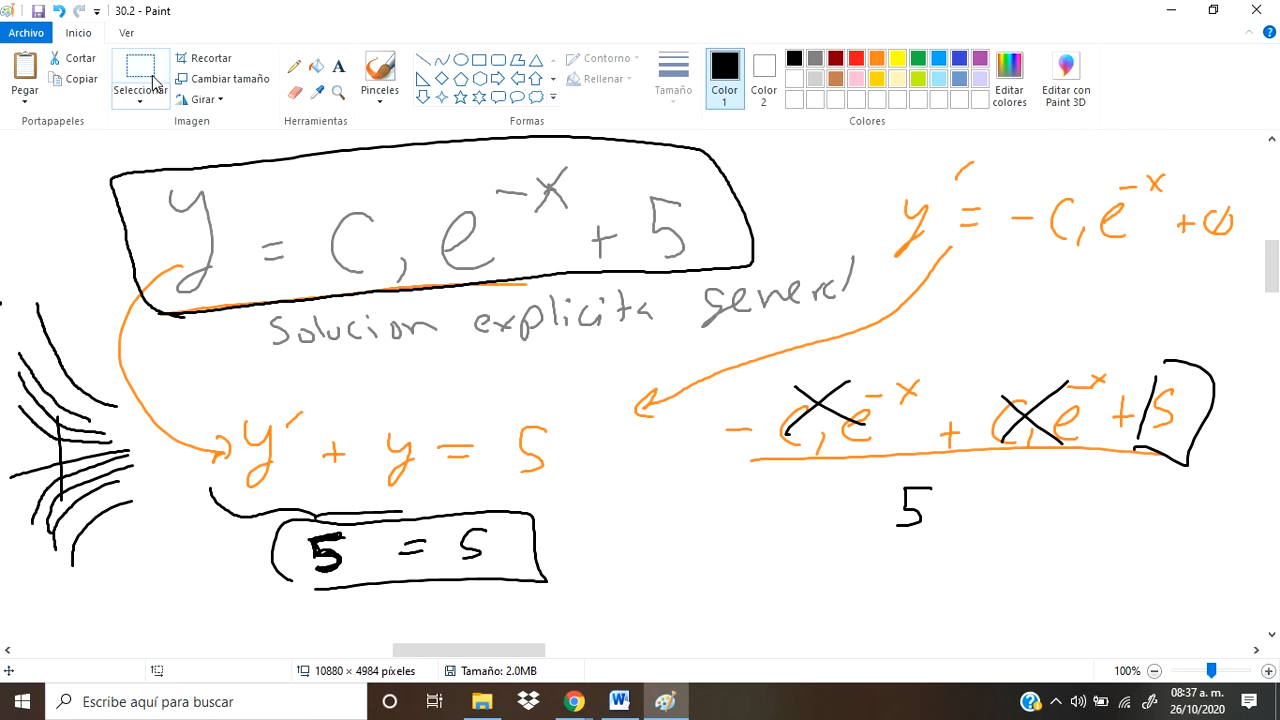 30.2 - Paint
Archivo Inicio Ver
Pegar
Cortar
Copiar
Portapapeles
Seleccionar
Recortar
Cambiar tamaño
Girar
Imagen
A
Herramientas
Pinceles
Contorno
Rellenar
Formas
Tamaño
Color 1
Color 2
Editar colores
Editar con Paint 3D
Colores
y = C, e^-x + 5
y' = - C, e^-x + 0
solucion explicita general
- C, e^-x + C, e^-x + 5
y' + y = 5
5
5 = 5
10880 × 4984 píxeles Tamaño: 2.0MB 100%
Escribe aquí para buscar
08:37 a. m.
26/10/2020